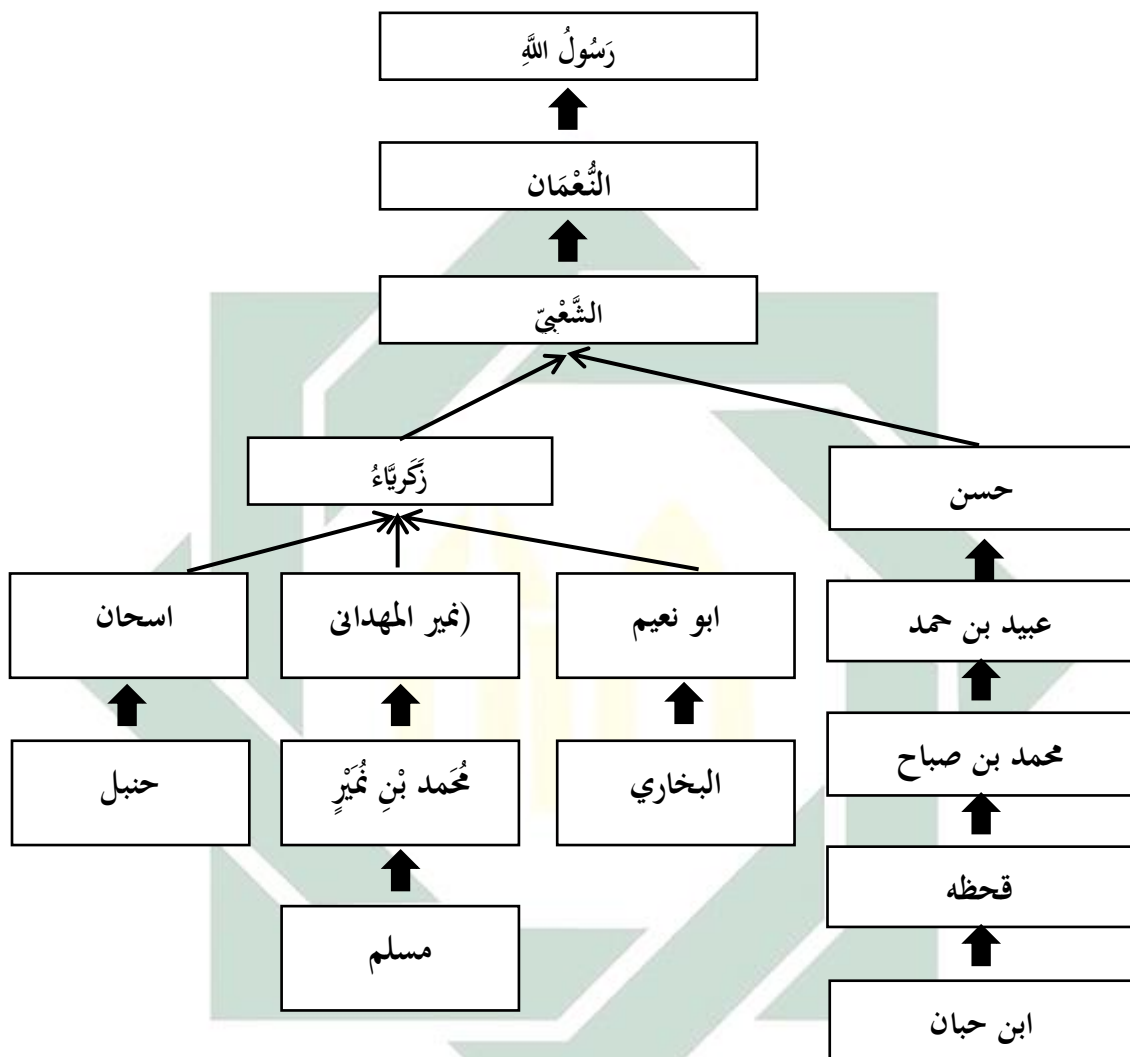 رَسُولُ اللَّهِ
النُّعْمَان
الشَّعْبِيّ
زَكَرِيَّاءُ
حسن
اسحان
(نمير المهدانى
ابو نعيم
عبيد بن حمد
حنبل
مُحَمد بْنِ نُمَيْرٍ
البخاري
محمد بن صباح
قحظه
مسلم
ابن حبان